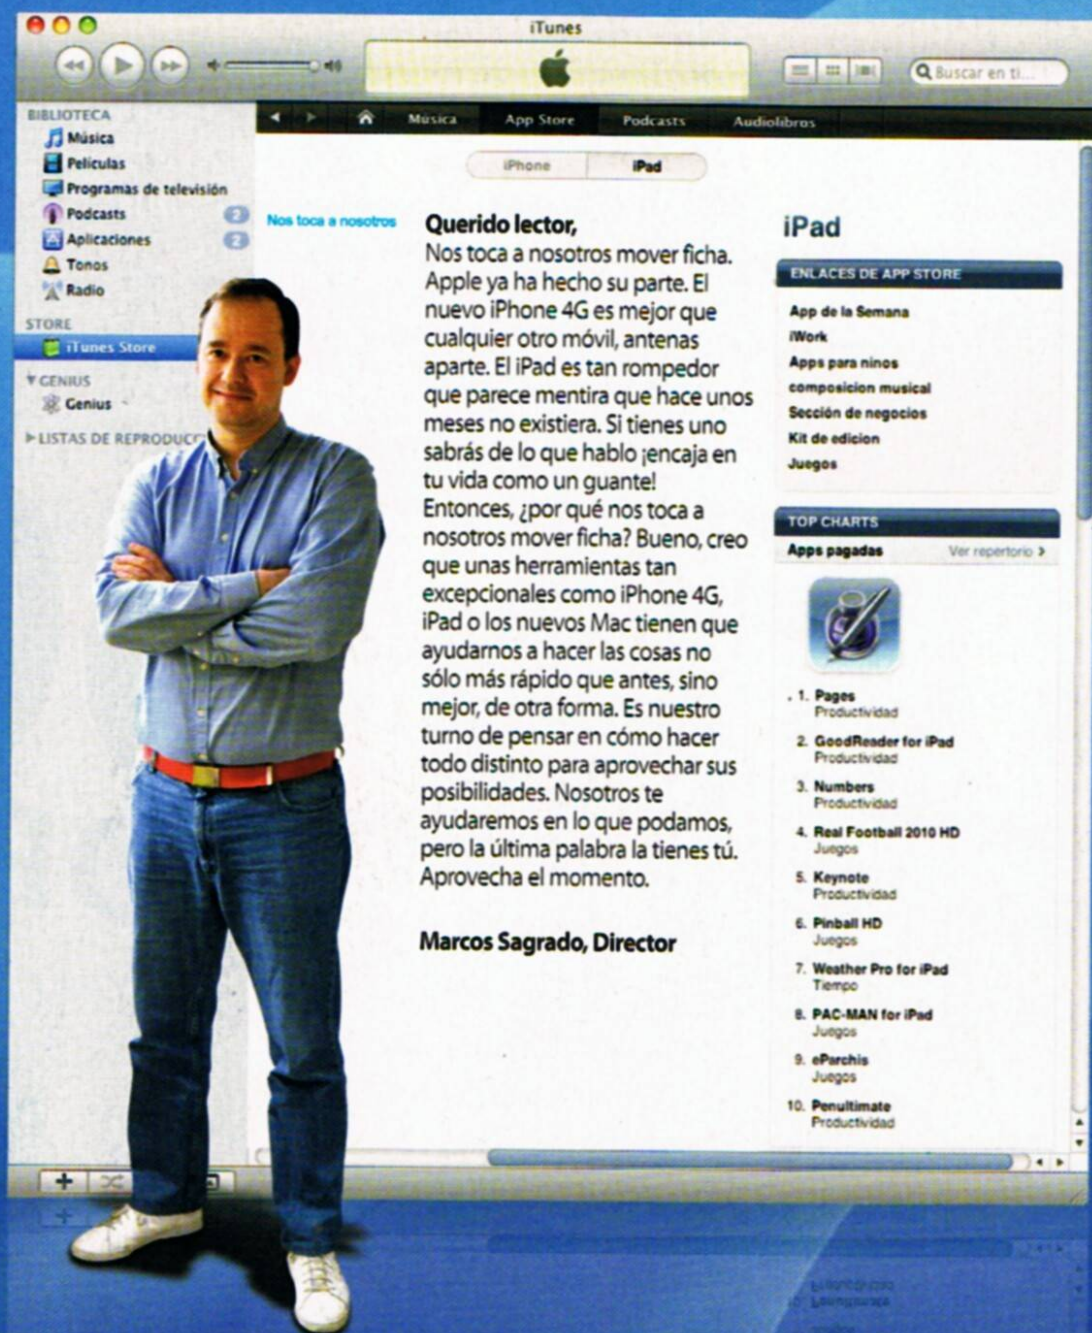 iTunes
Buscar en ti...
BIBLIOTECA
Música
Películas
Programas de televisión
Podcasts 2
Aplicaciones 2
Tonos
Radio
STORE
iTunes Store
GENIUS
Genius
LISTAS DE REPRODUCC
Música App Store Podcasts Audiolibros
iPhone iPad
Nos toca a nosotros
Querido lector,
Nos toca a nosotros mover ficha.
Apple ya ha hecho su parte. El
nuevo iPhone 4G es mejor que
cualquier otro móvil, antenas
aparte. El iPad es tan rompedor
que parece mentira que hace unos
meses no existiera. Si tienes uno
sabrás de lo que hablo ¡encaja en
tu vida como un guante!
Entonces, ¿por qué nos toca a
nosotros mover ficha? Bueno, creo
que unas herramientas tan
excepcionales como iPhone 4G,
iPad o los nuevos Mac tienen que
ayudarnos a hacer las cosas no
sólo más rápido que antes, sino
mejor, de otra forma. Es nuestro
turno de pensar en cómo hacer
todo distinto para aprovechar sus
posibilidades. Nosotros te
ayudaremos en lo que podamos,
pero la última palabra la tienes tú.
Aprovecha el momento.
Marcos Sagrado, Director
iPad
ENLACES DE APP STORE
App de la Semana
iWork
Apps para ninos
composicion musical
Sección de negocios
Kit de edicion
Juegos
TOP CHARTS
Apps pagadas Ver repertorio >
1. Pages
Productividad
2. GoodReader for iPad
Productividad
3. Numbers
Productividad
4. Real Football 2010 HD
Juegos
5. Keynote
Productividad
6. Pinball HD
Juegos
7. Weather Pro for iPad
Tiempo
8. PAC-MAN for iPad
Juegos
9. eParchis
Juegos
10. Penultimate
Productividad